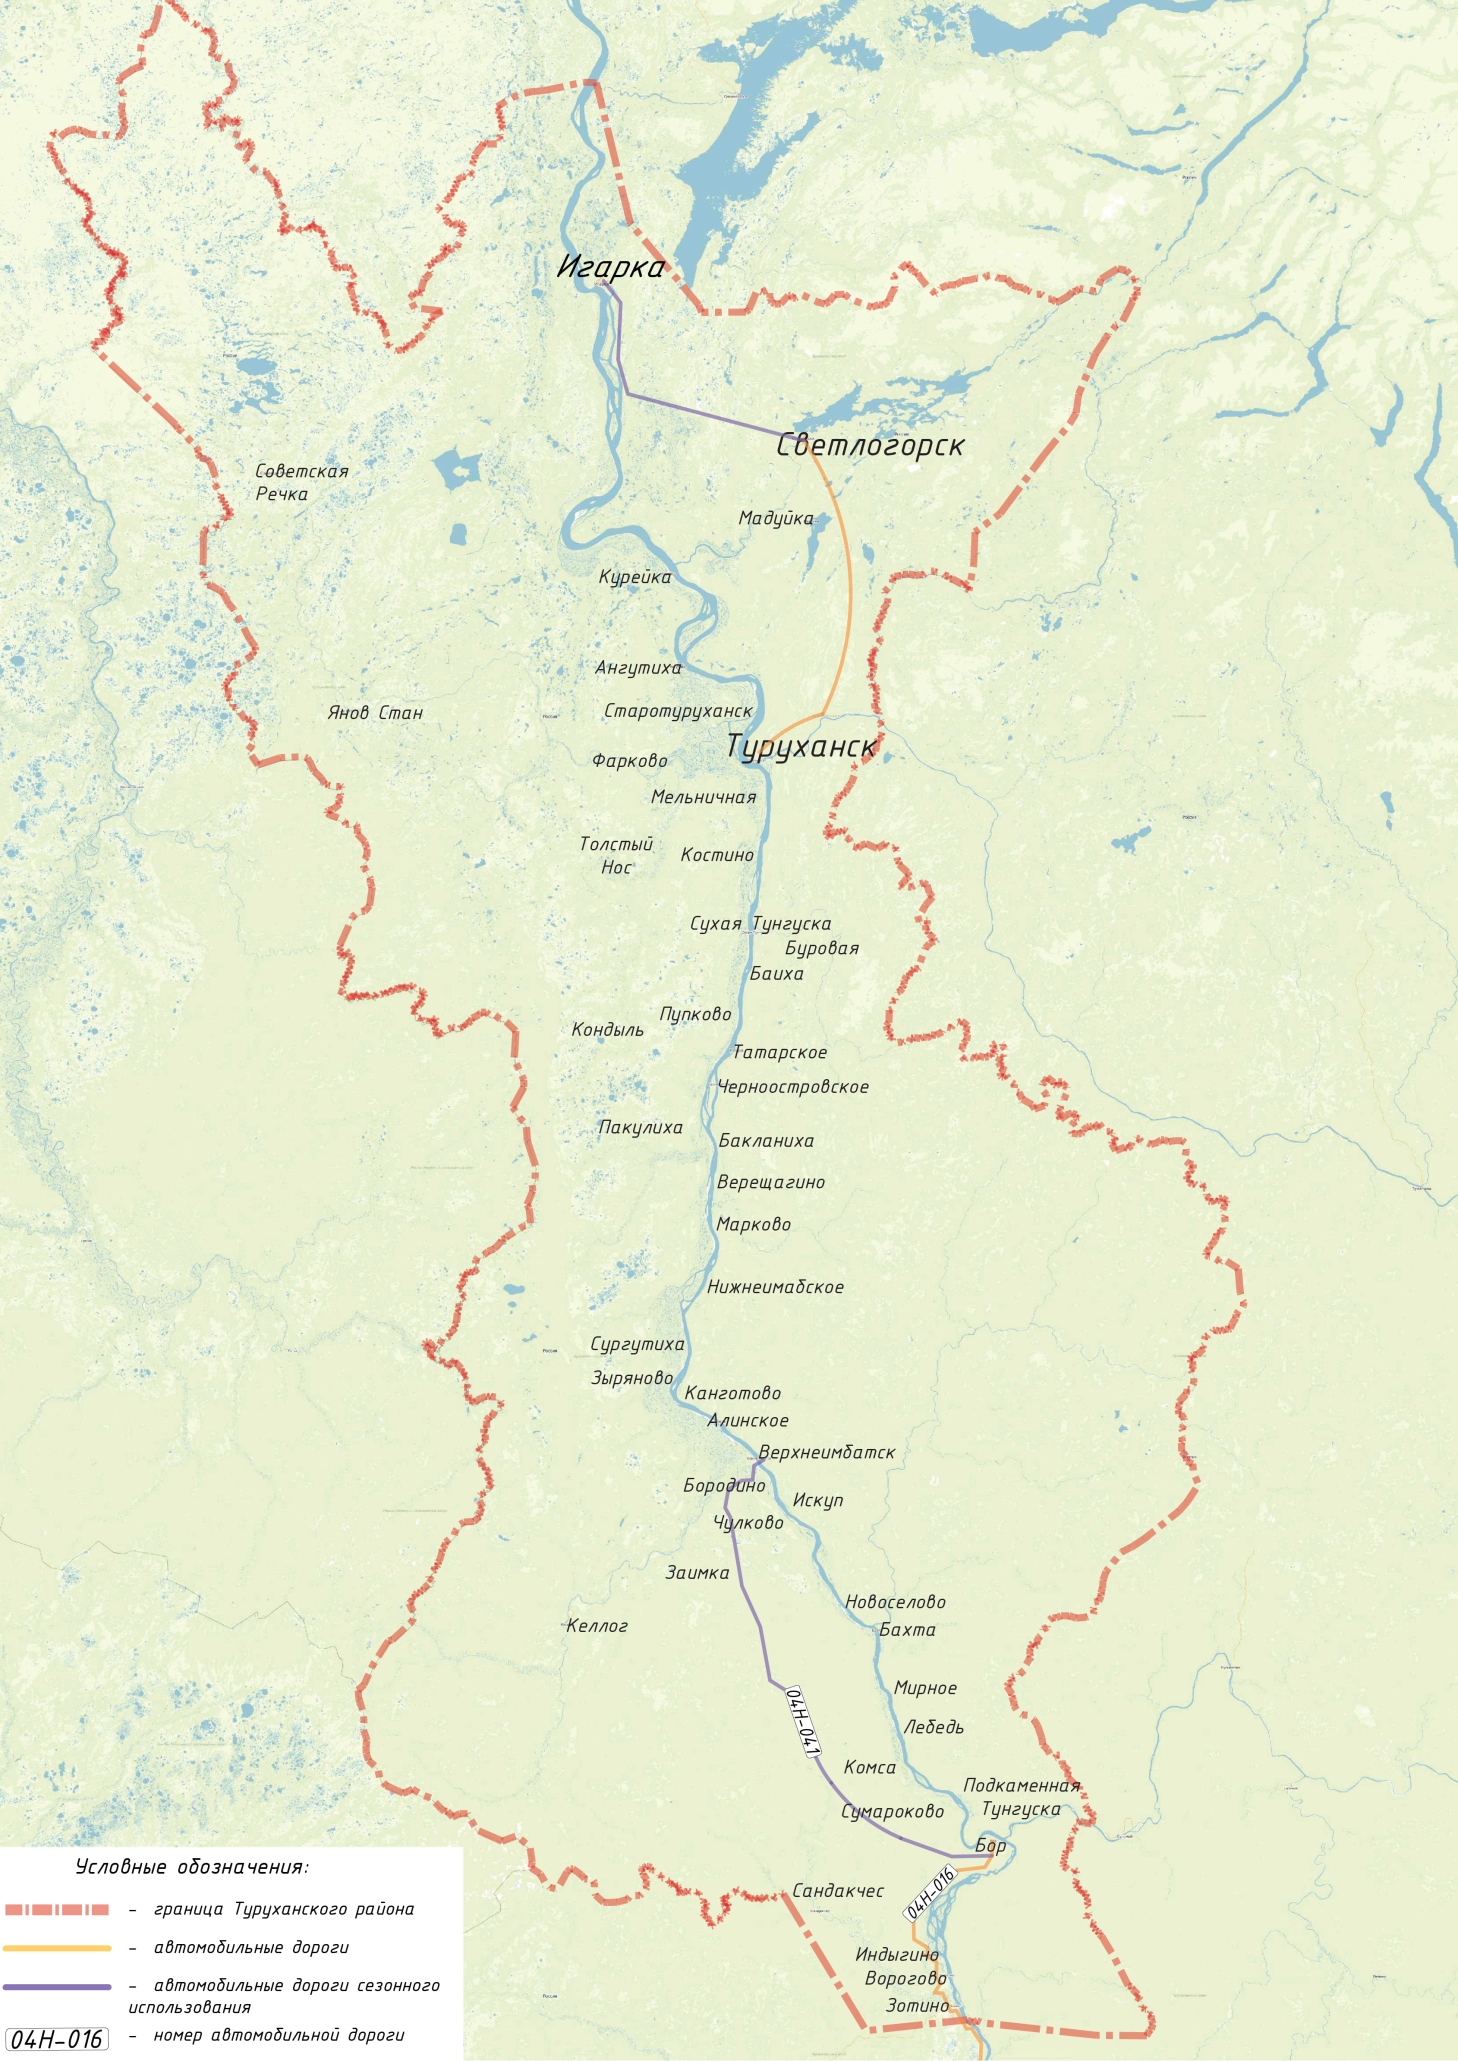 Игарка
Светлогорск
Советская
Речка
Мадуйка
Курейка
Ангутиха
Старотуруханск
Янов Стан
Туруханск
Фарково
Мельничная
Толстый
Нос
Костино
Сухая Тунгуска
Буровая
Баиха
Пупково
Кондыль
Татарское
Черноостровское
Пакулиха
Бакланиха
Верещагино
Марково
Нижнеимабское
Сургутиха
Зыряново
Канготово
Алинское
Верхнеимбатск
Бородино
Искуп
Чулково
Заимка
Новоселово
Келлог
Бахта
Мирное
04Н-041
Лебедь
Комса
Подкаменная
Тунгуска
Сумароково
Бор
04Н-016
Сандакчес
Индыгино
Ворогово
Зотино
Условные обозначения:
- граница Туруханского района
- автомобильные дороги
- автомобильные дороги сезонного
использования
04Н-016 - номер автомобильной дороги